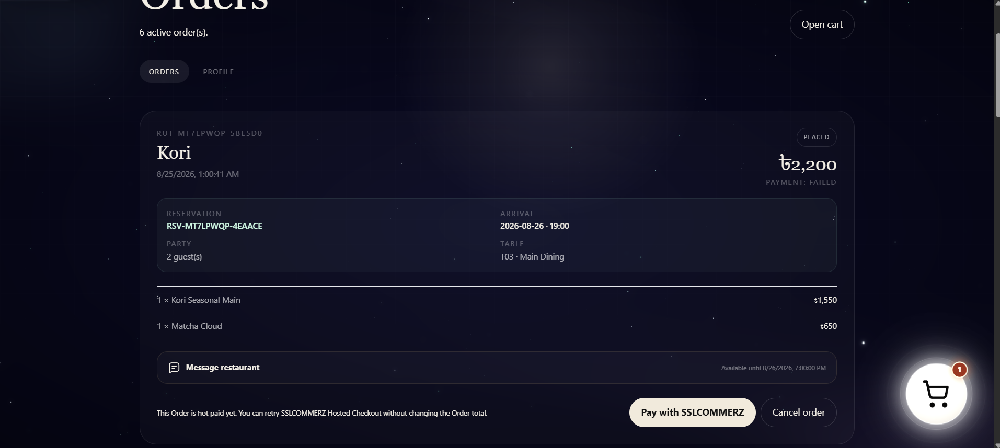 Orders
6 active order(s).
Open cart
ORDERS
PROFILE
RUT-MT7LPWQP-5BE5D0
Kori
8/25/2026, 1:00:41 AM
PLACED
৳2,200
PAYMENT: FAILED
RESERVATION
RSV-MT7LPWQP-4EAACE
ARRIVAL
2026-08-26 · 19:00
PARTY
2 guest(s)
TABLE
T03 · Main Dining
1 × Kori Seasonal Main
৳1,550
1 × Matcha Cloud
৳650
Message restaurant
Available until 8/26/2026, 7:00:00 PM
1
This Order is not paid yet. You can retry SSLCOMMERZ Hosted Checkout without changing the Order total.
Pay with SSLCOMMERZ
Cancel order